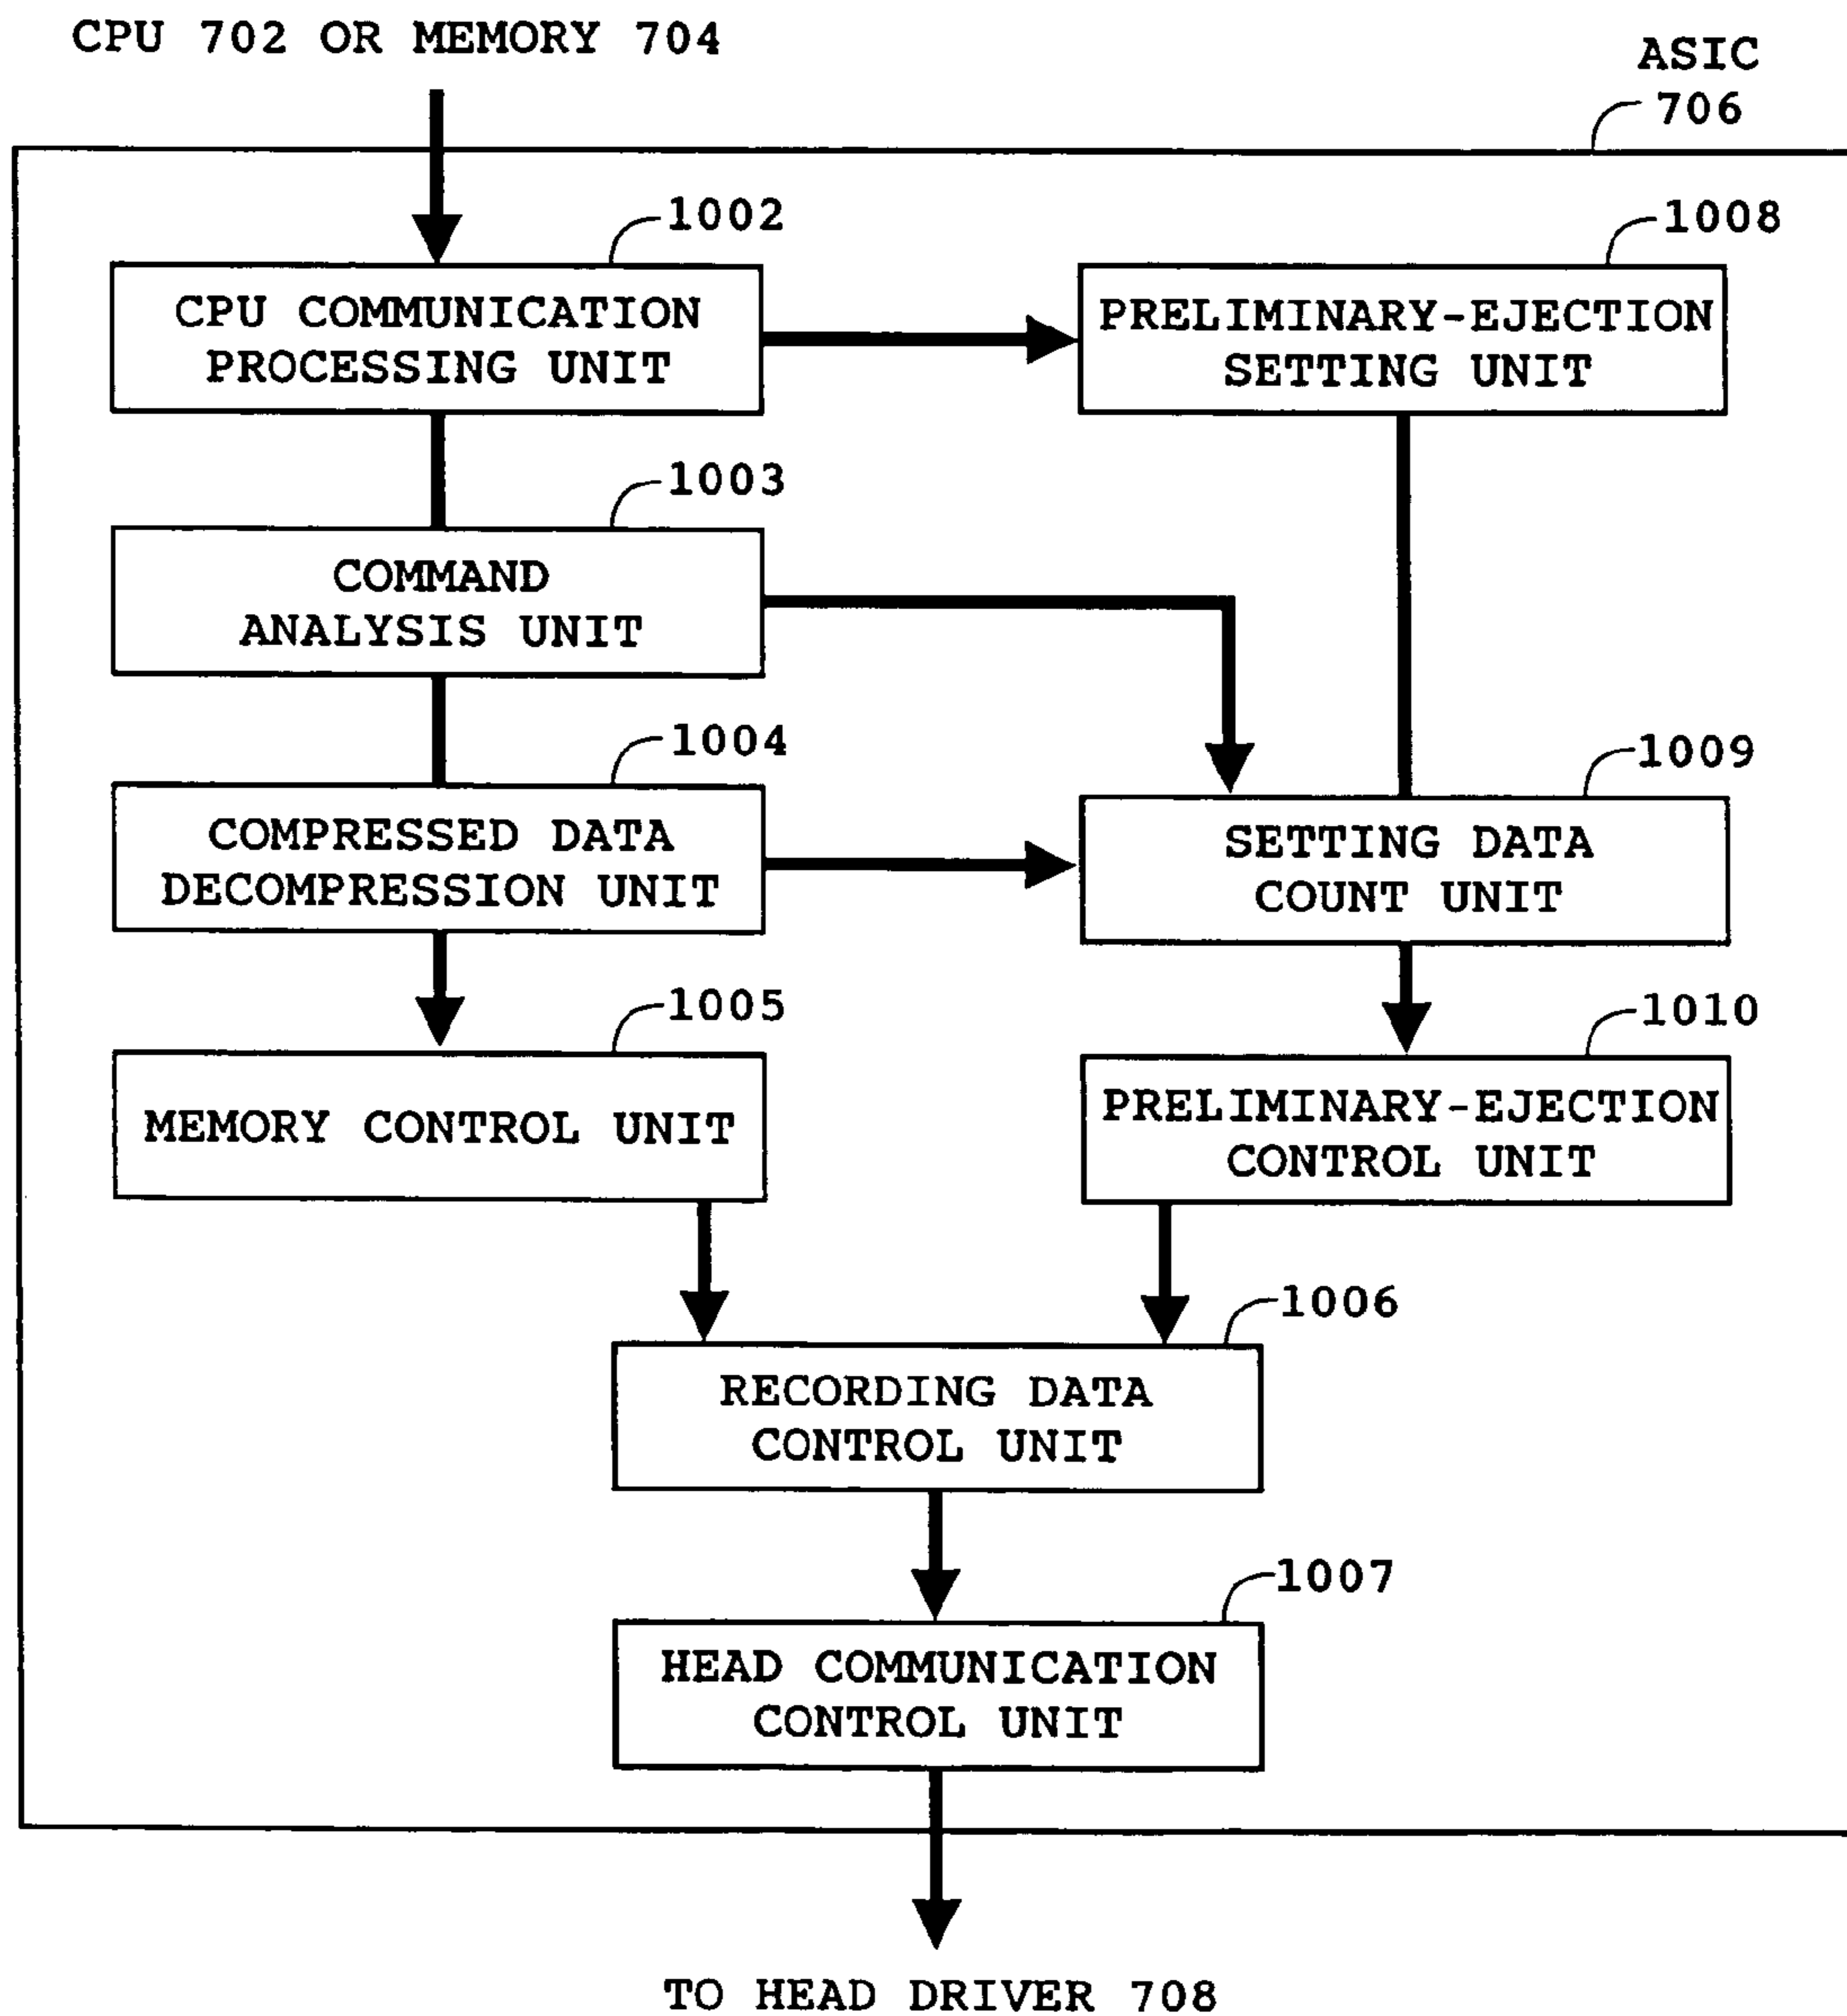 CPU 702 OR MEMORY 704
ASIC
706
1002
CPU COMMUNICATION
PROCESSING UNIT
1008
PRELIMINARY-EJECTION
SETTING UNIT
1003
COMMAND
ANALYSIS UNIT
1004
COMPRESSED DATA
DECOMPRESSION UNIT
1009
SETTING DATA
COUNT UNIT
1005
MEMORY CONTROL UNIT
1010
PRELIMINARY-EJECTION
CONTROL UNIT
1006
RECORDING DATA
CONTROL UNIT
1007
HEAD COMMUNICATION
CONTROL UNIT
TO HEAD DRIVER 708